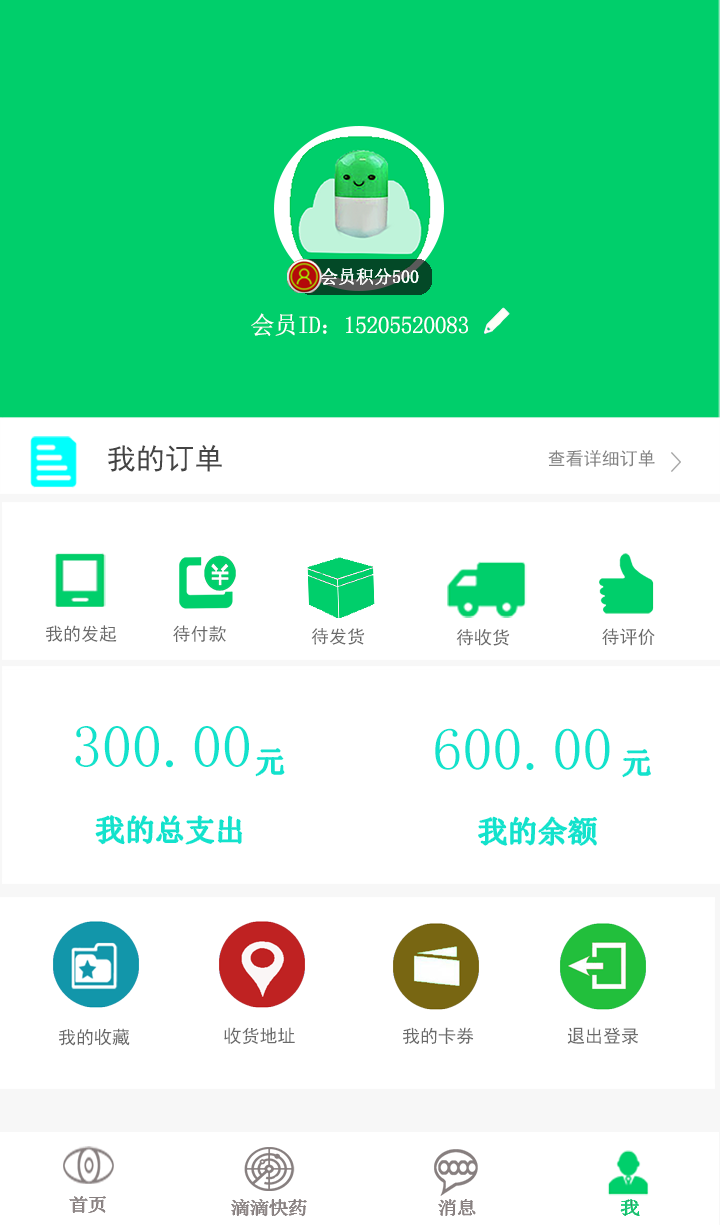 会员积分500
会员ID：15205520083
我的订单 查看详细订单
我的发起 待付款 待发货 待收货 待评价
300.00元 600.00元
我的总支出 我的余额
我的收藏 收货地址 我的卡券 退出登录
首页 滴滴快药 消息 我